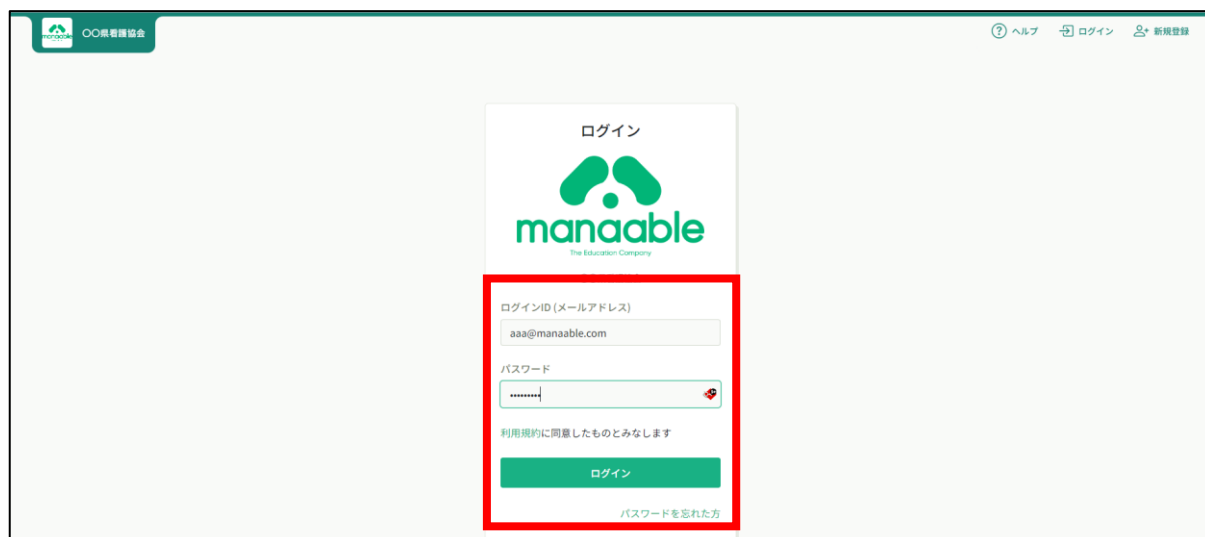 manaable
〇〇県看護協会
ヘルプ
ログイン
新規登録
ログイン
manaable
The Education Company
ログインID (メールアドレス)
aaa@manaable.com
パスワード
•••••••••
利用規約に同意したものとみなします
ログイン
パスワードを忘れた方